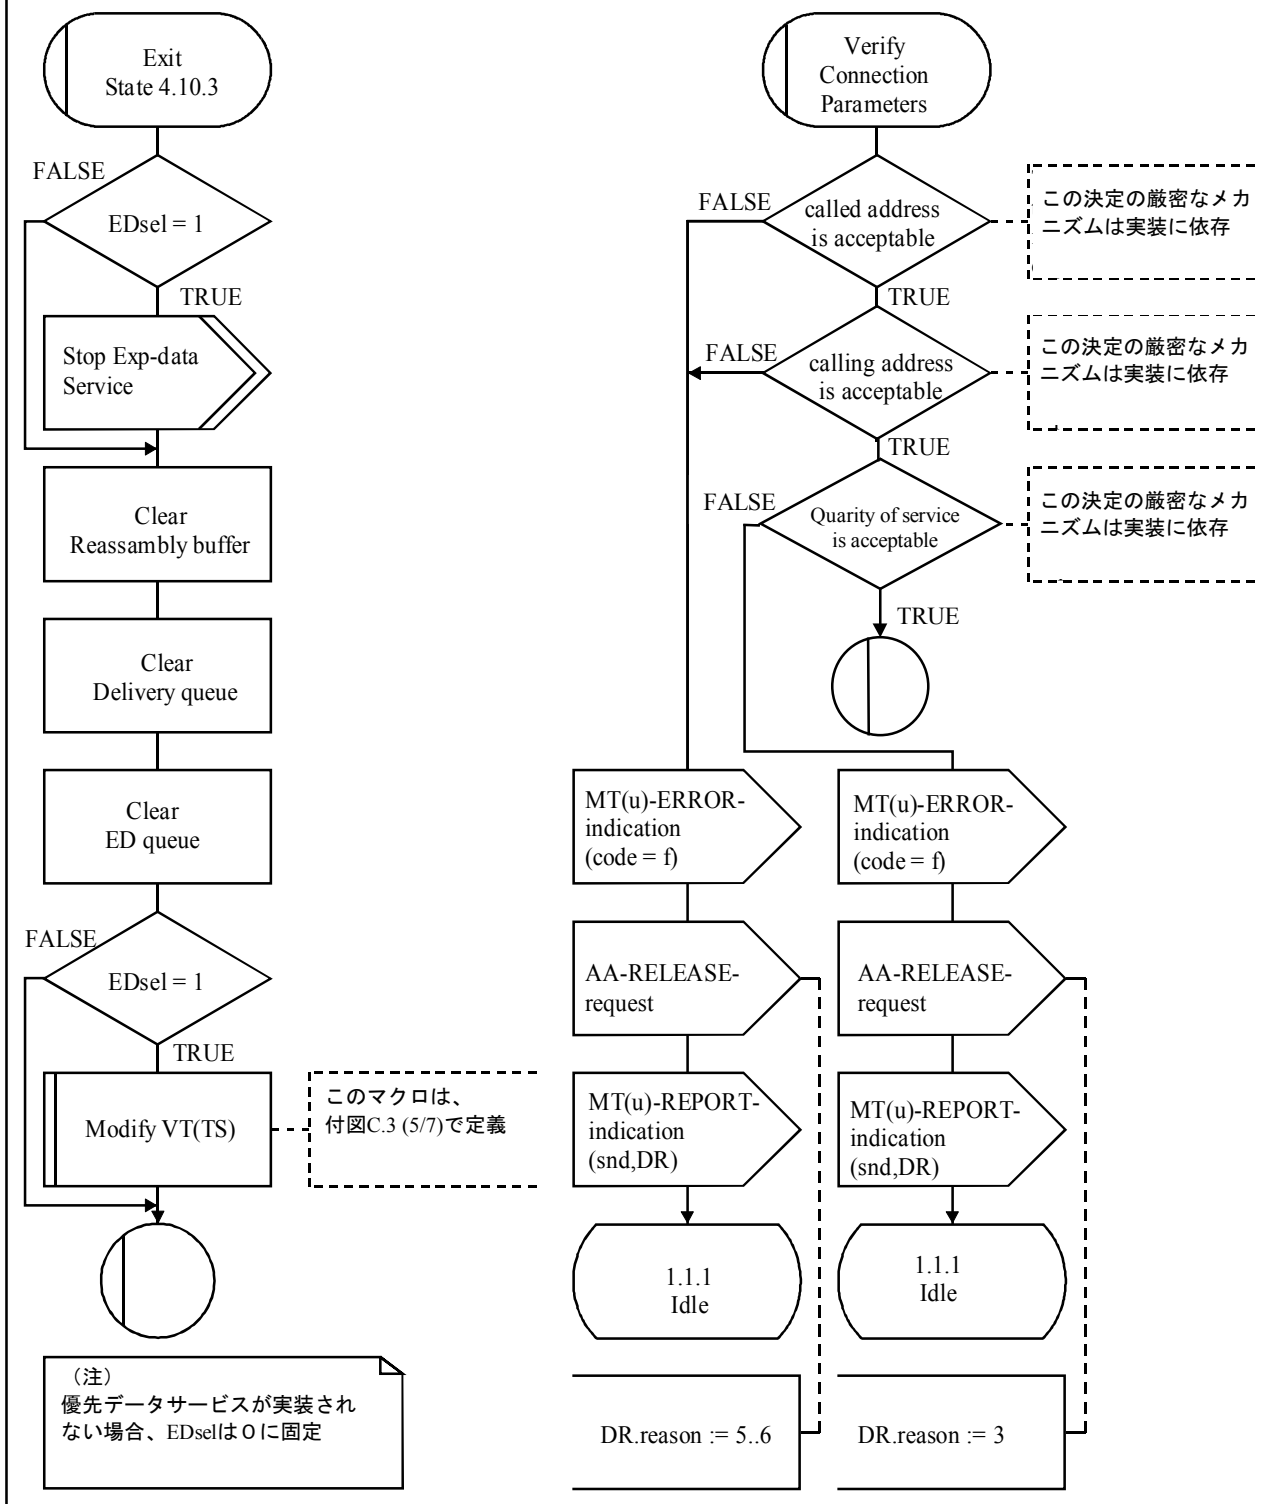 Exit
State 4.10.3
FALSE
EDsel = 1
TRUE
Stop Exp-data
Service
Clear
Reassambly buffer
Clear
Delivery queue
Clear
ED queue
FALSE
EDsel = 1
TRUE
Modify VT(TS)
このマクロは、
付図C.3 (5/7)で定義
（注）
優先データサービスが実装され
ない場合、EDselは０に固定
Verify
Connection
Parameters
FALSE
called address
is acceptable
この決定の厳密なメカ
ニズムは実装に依存
TRUE
FALSE
calling address
is acceptable
この決定の厳密なメカ
ニズムは実装に依存
TRUE
FALSE
Quarity of service
is acceptable
この決定の厳密なメカ
ニズムは実装に依存
TRUE
MT(u)-ERROR-
indication
(code = f)
AA-RELEASE-
request
MT(u)-REPORT-
indication
(snd,DR)
1.1.1
Idle
DR.reason := 5..6
MT(u)-ERROR-
indication
(code = f)
AA-RELEASE-
request
MT(u)-REPORT-
indication
(snd,DR)
1.1.1
Idle
DR.reason := 3